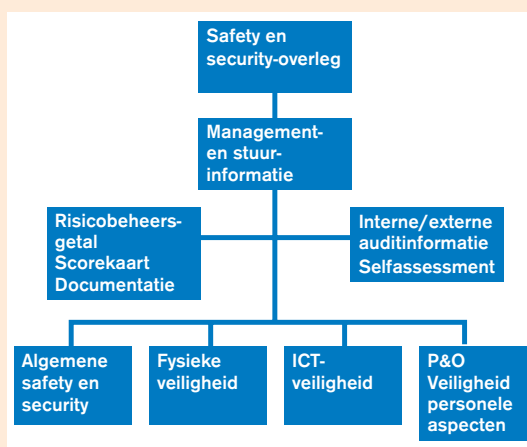 Safety en
security-overleg
Management-
en stuur-
informatie
Risicobeheers-
getal
Scorekaart
Documentatie
Interne/externe
auditinformatie
Selfassessment
Algemene
safety en
security
Fysieke
veiligheid
ICT-
veiligheid
P&O
Veiligheid
personele
aspecten